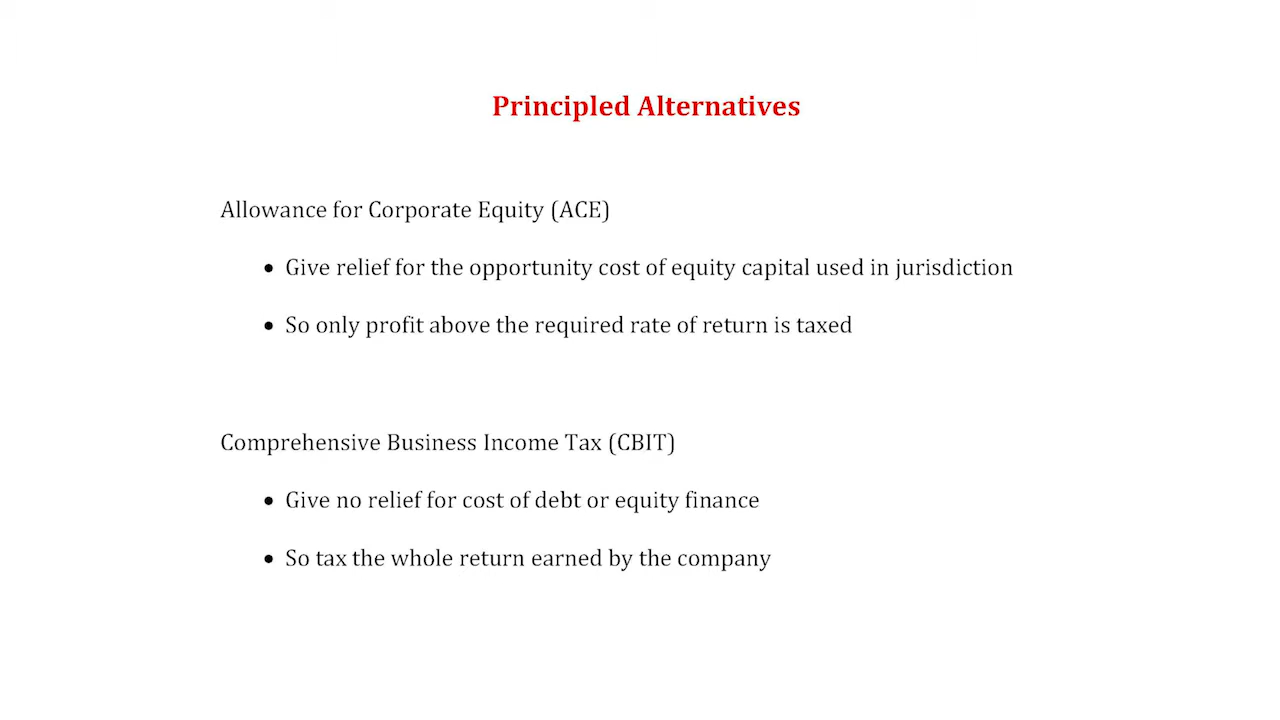 Principled Alternatives
Allowance for Corporate Equity (ACE)
• Give relief for the opportunity cost of equity capital used in jurisdiction
• So only profit above the required rate of return is taxed
Comprehensive Business Income Tax (CBIT)
• Give no relief for cost of debt or equity finance
• So tax the whole return earned by the company